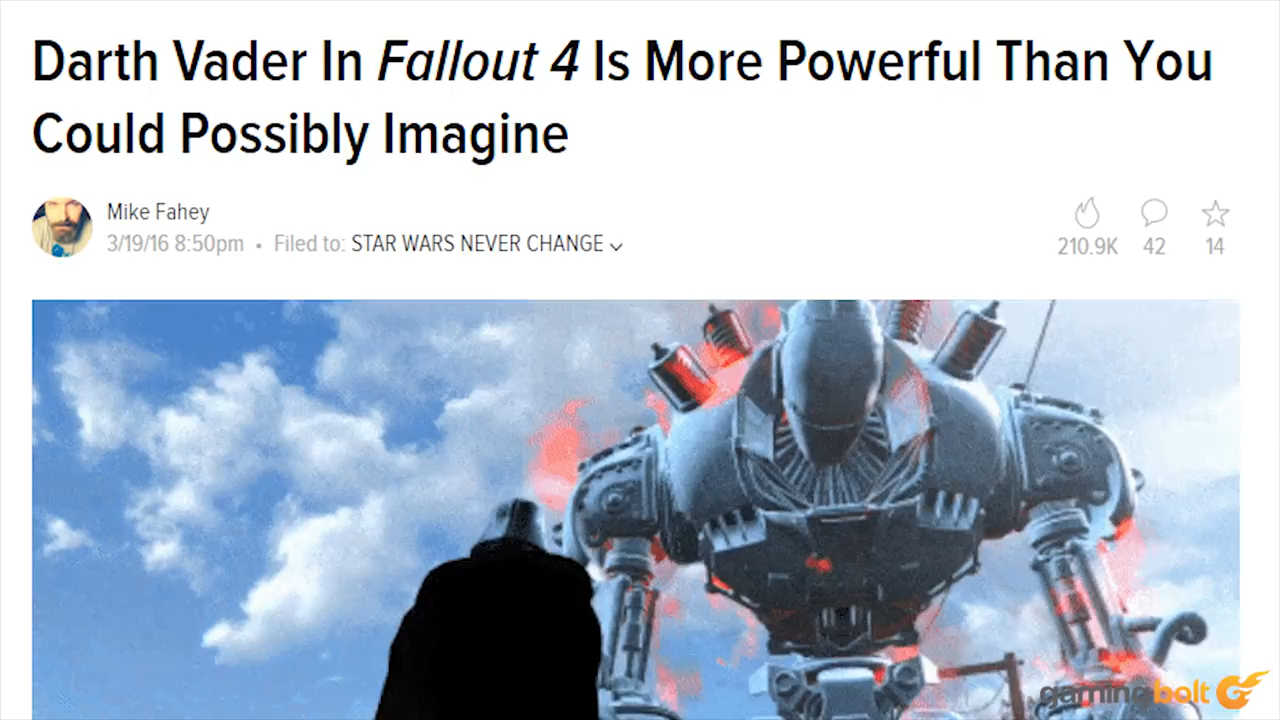 Darth Vader In Fallout 4 Is More Powerful Than You
Could Possibly Imagine
Mike Fahey
3/19/16 8:50pm • Filed to: STAR WARS NEVER CHANGE
210.9K 42 14
gamingbolt